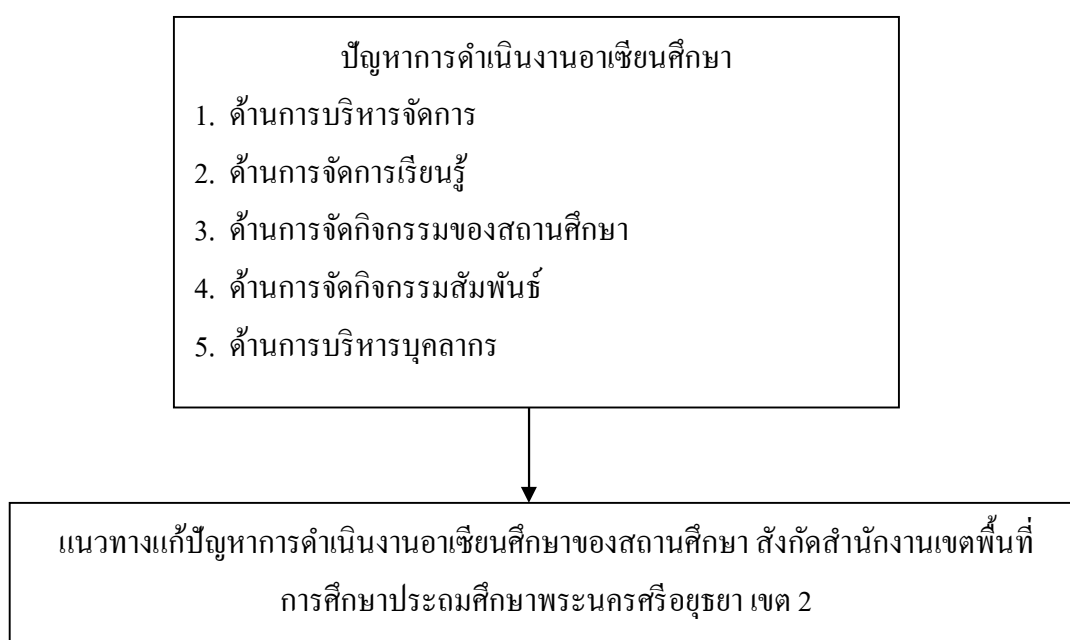 ปัญหาการดำเนินงานอาเซียนศึกษา
1. ด้านการบริหารจัดการ
2. ด้านการจัดการเรียนรู้
3. ด้านการจัดกิจกรรมของสถานศึกษา
4. ด้านการจัดกิจกรรมสัมพันธ์
5. ด้านการบริหารบุคลากร
แนวทางแก้ปัญหาการดำเนินงานอาเซียนศึกษาของสถานศึกษา สังกัดสำนักงานเขตพื้นที่
การศึกษาประถมศึกษาพระนครศรีอยุธยา เขต 2